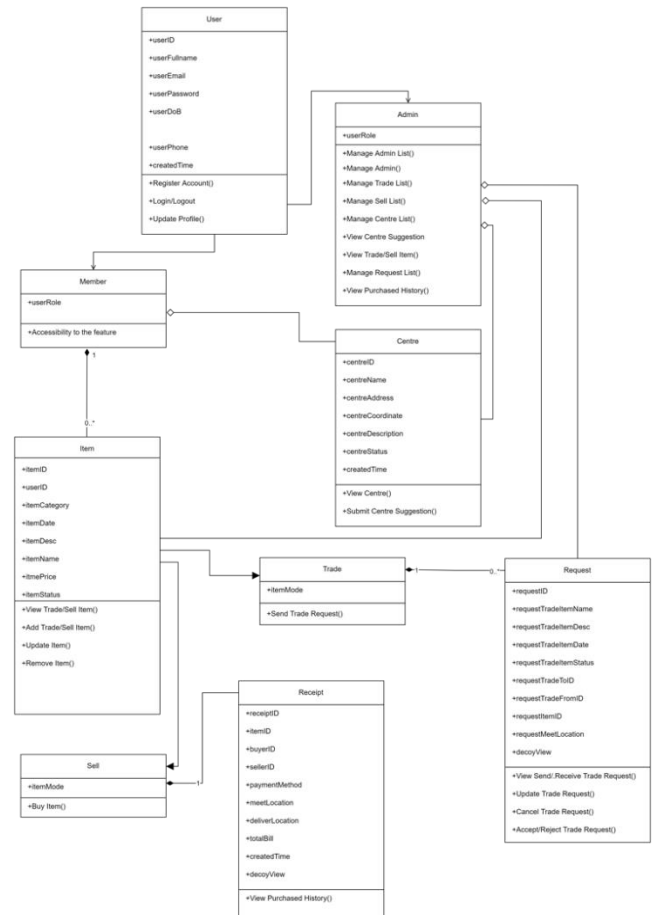 User
+userID
+userFullname
+userEmail
+userPassword
+userDoB
+userPhone
+createdTime
+Register Account()
+Login/Logout
+Update Profile()
Admin
+userRole
+Manage Admin List()
+Manage Admin()
+Manage Trade List()
+Manage Sell List()
+Manage Centre List()
+View Centre Suggestion
+View Trade/Sell Item()
+Manage Request List()
+View Purchased History()
Member
+userRole
+Accessibility to the feature
1
0..*
Centre
+centreID
+centreName
+centreAddress
+centreCoordinate
+centreDescription
+centreStatus
+createdTime
+View Centre()
+Submit Centre Suggestion()
Item
+itemID
+userID
+itemCategory
+itemDate
+itemDesc
+itemName
+itmePrice
+itemStatus
+View Trade/Sell Item()
+Add Trade/Sell Item()
+Update Item()
+Remove Item()
Trade
+itemMode
+Send Trade Request()
1
0..*
Request
+requestID
+requestTradeItemName
+requestTradeItemDesc
+requestTradeItemDate
+requestTradeItemStatus
+requestTradeToID
+requestTradeFromID
+requestItemID
+requestMeetLocation
+decoyView
+View Send/.Receive Trade Request()
+Update Trade Request()
+Cancel Trade Request()
+Accept/Reject Trade Request()
Sell
+itemMode
+Buy Item()
1
Receipt
+receiptID
+itemID
+buyerID
+sellerID
+paymentMethod
+meetLocation
+deliverLocation
+totalBill
+createdTime
+decoyView
+View Purchased History()